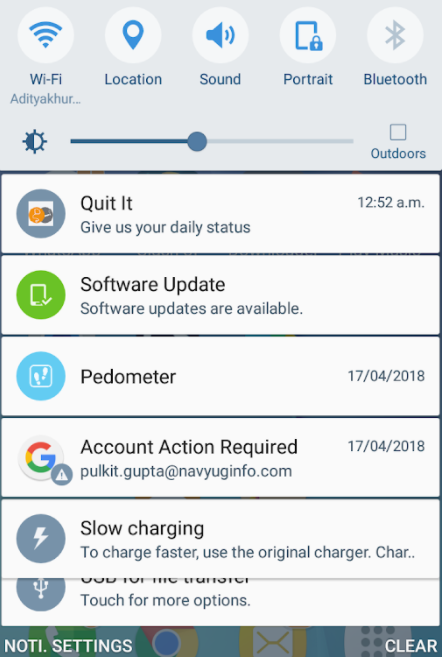 Wi-Fi
Adityakhur...
Location
Sound
Portrait
Bluetooth
Outdoors
Quit It
12:52 a.m.
Give us your daily status
Software Update
Software updates are available.
Pedometer
17/04/2018
Account Action Required
17/04/2018
pulkit.gupta@navyuginfo.com
Slow charging
To charge faster, use the original charger. Char..
USB for file transfer
Touch for more options.
NOTI. SETTINGS
CLEAR